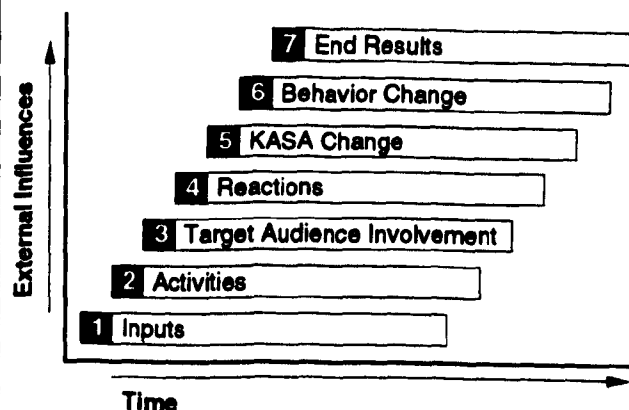 7 End Results
6 Behavior Change
5 KASA Change
4 Reactions
3 Target Audience Involvement
2 Activities
1 Inputs
External Influences
Time